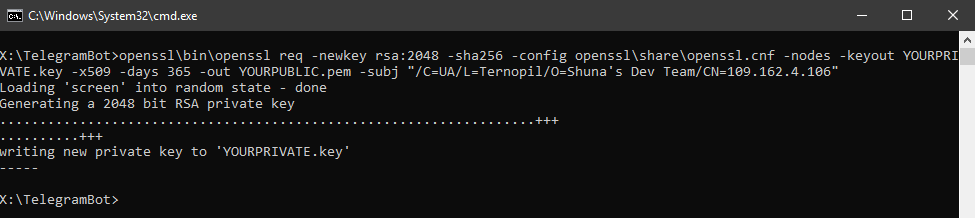 C:\Windows\System32\cmd.exe
X:\TelegramBot>openssl\bin\openssl req -newkey rsa:2048 -sha256 -config openssl\share\openssl.cnf -nodes -keyout YOURPRI
VATE.key -x509 -days 365 -out YOURPUBLIC.pem -subj "/C=UA/L=Ternopil/O=Shuna's Dev Team/CN=109.162.4.106"
Loading 'screen' into random state - done
Generating a 2048 bit RSA private key
...................................................................+++
..........+++
writing new private key to 'YOURPRIVATE.key'
-----
X:\TelegramBot>